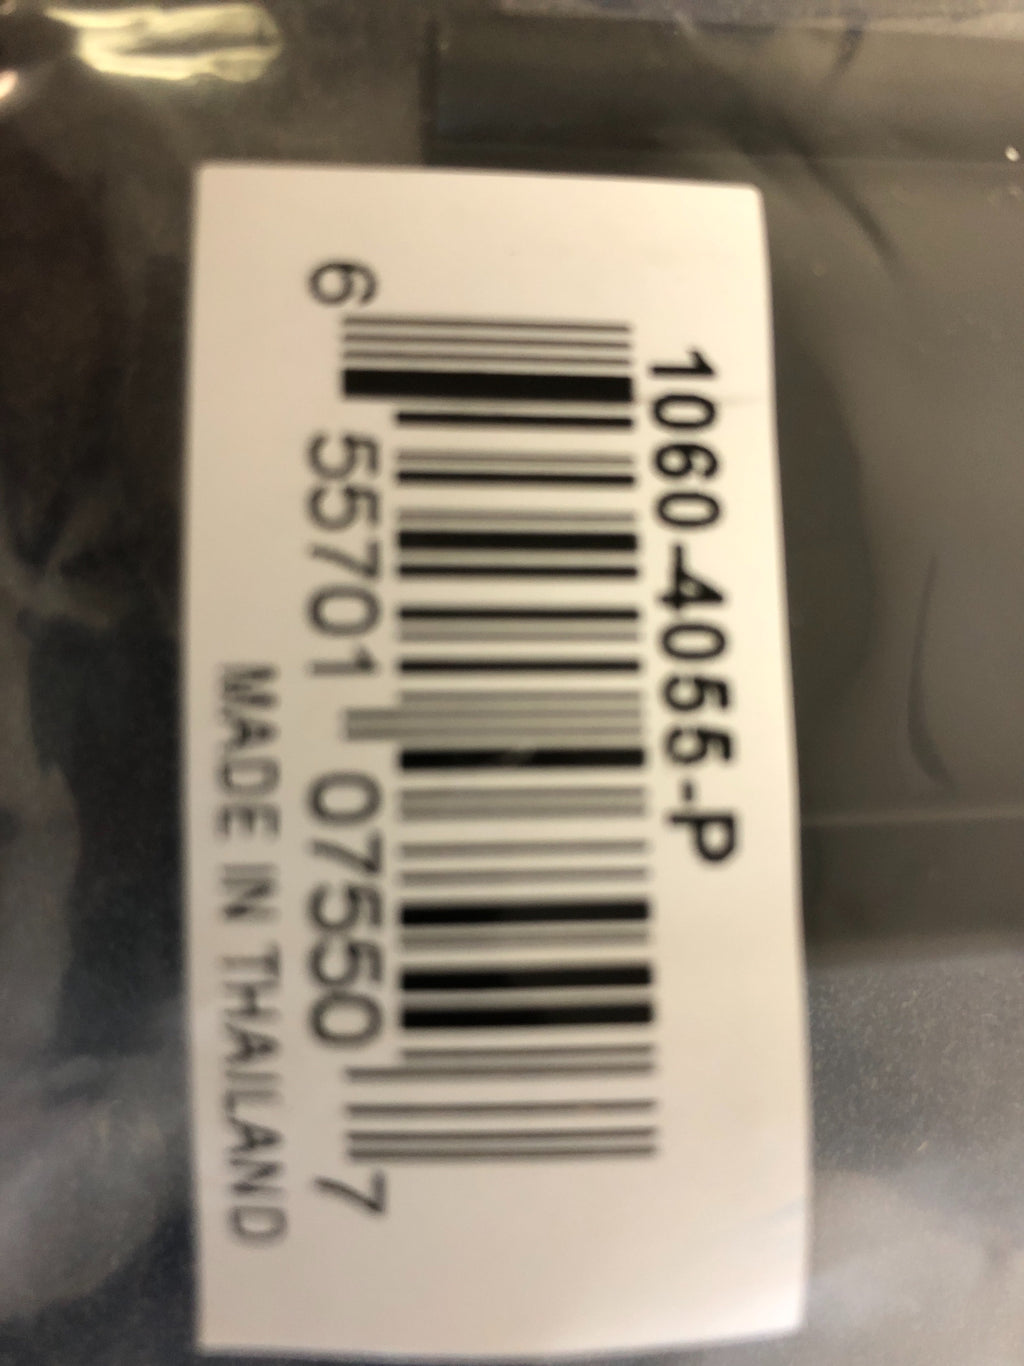 1060-4055-P
6 55701 07550 7
MADE IN THAILAND